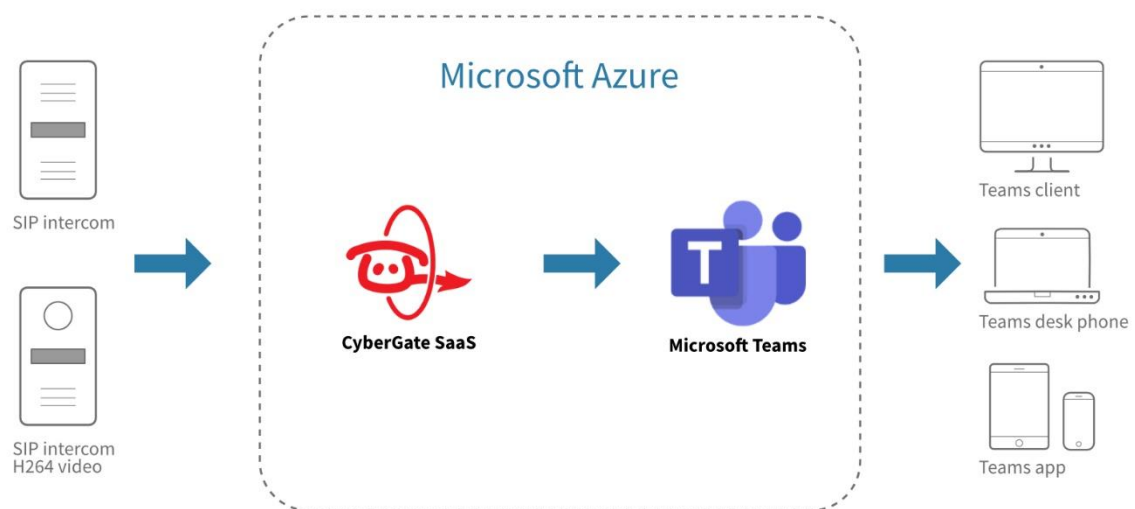 Microsoft Azure
SIP intercom
SIP intercom
H264 video
CyberGate SaaS
T
Microsoft Teams
Teams client
Teams desk phone
Teams app